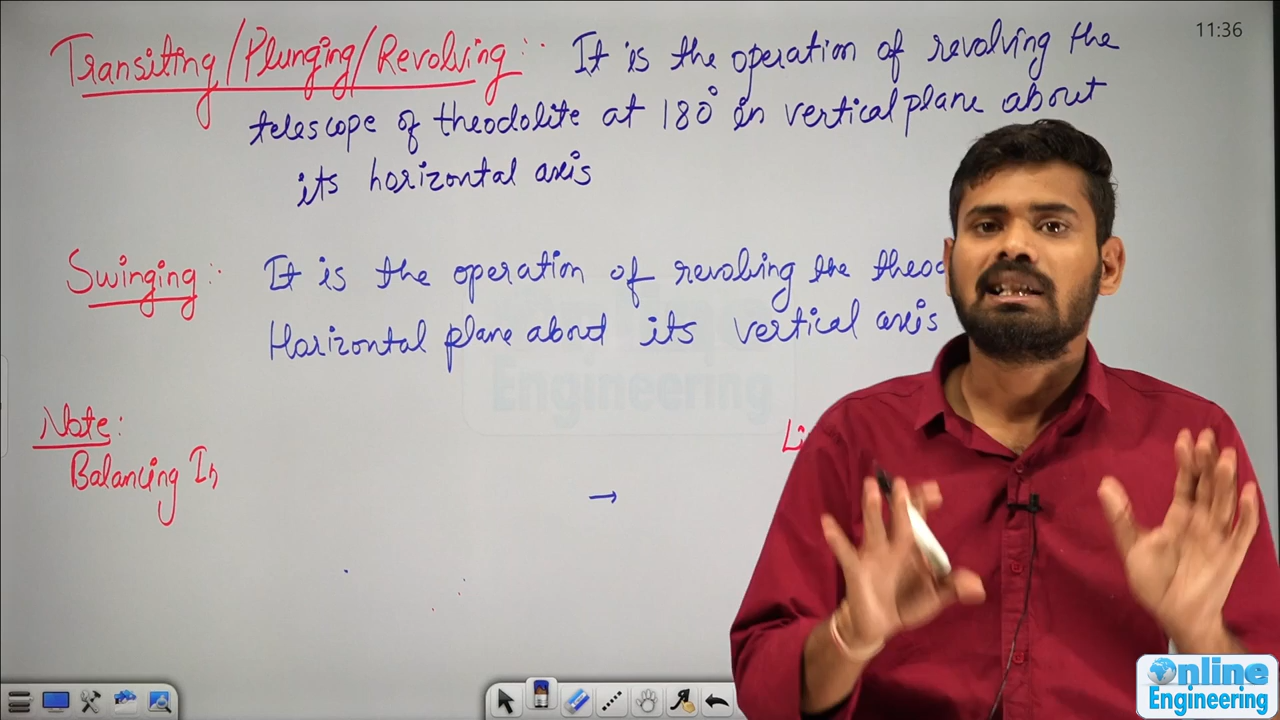 11:36
Transiting/Plunging/Revolving:- It is the operation of revolving the
telescope of theodolite at 180° in vertical plane about
its horizontal axis
Swinging:- It is the operation of revolving the
Horizontal plane about its vertical axis
Engineering
Note:
Balancing In
Online
Engineering